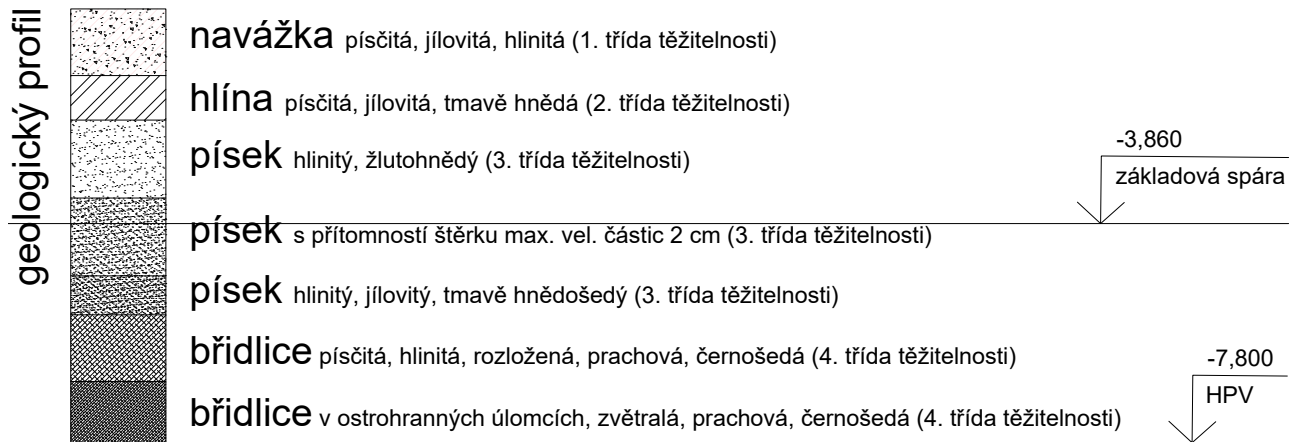 geologický profil
navážka písčitá, jílovitá, hlinitá (1. třída těžitelnosti)
hlína písčitá, jílovitá, tmavě hnědá (2. třída těžitelnosti)
písek hlinitý, žlutohnědý (3. třída těžitelnosti)
-3,860
základová spára
písek s přítomností štěrku max. vel. částic 2 cm (3. třída těžitelnosti)
písek hlinitý, jílovitý, tmavě hnědošedý (3. třída těžitelnosti)
břidlice písčitá, hlinitá, rozložená, prachová, černošedá (4. třída těžitelnosti)
-7,800
HPV
břidlice v ostrohranných úlomcích, zvětralá, prachová, černošedá (4. třída těžitelnosti)